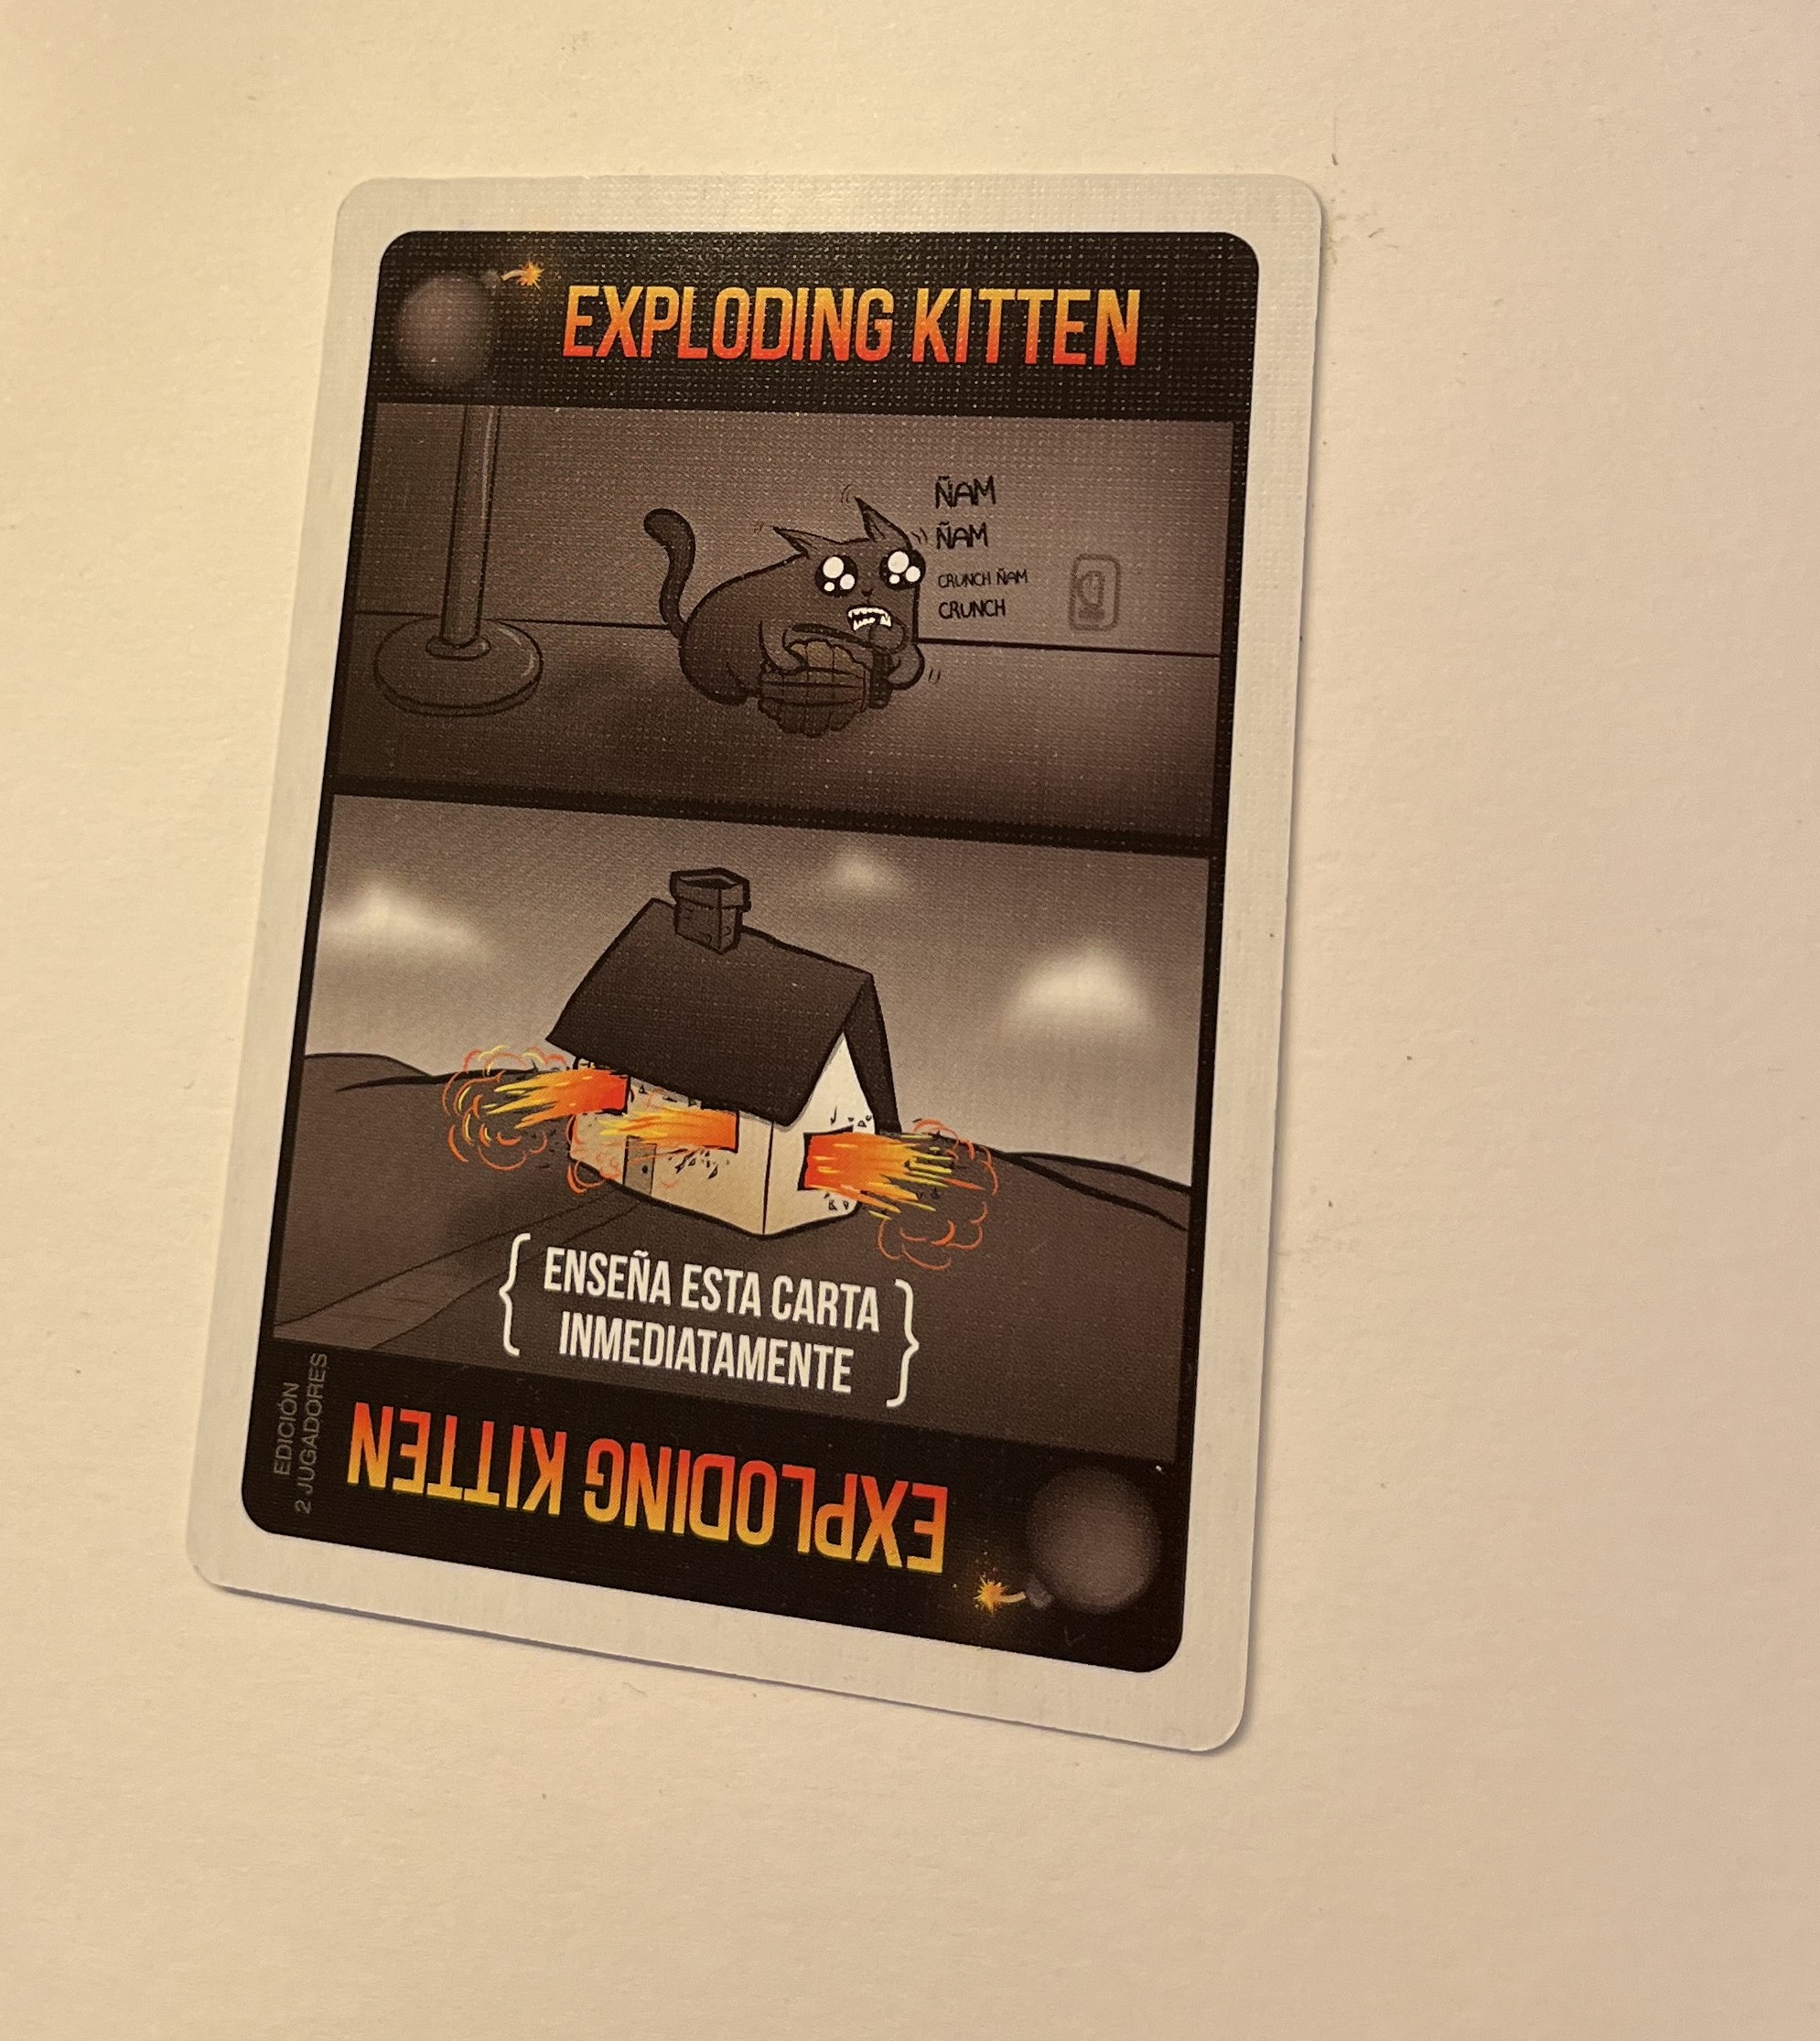 EXPLODING KITTEN
ÑAM
ÑAM
CRUNCH ÑAM
CRUNCH
{ ENSEÑA ESTA CARTA
INMEDIATAMENTE }
EDICIÓN
2 JUGADORES
EXPLODING KITTEN